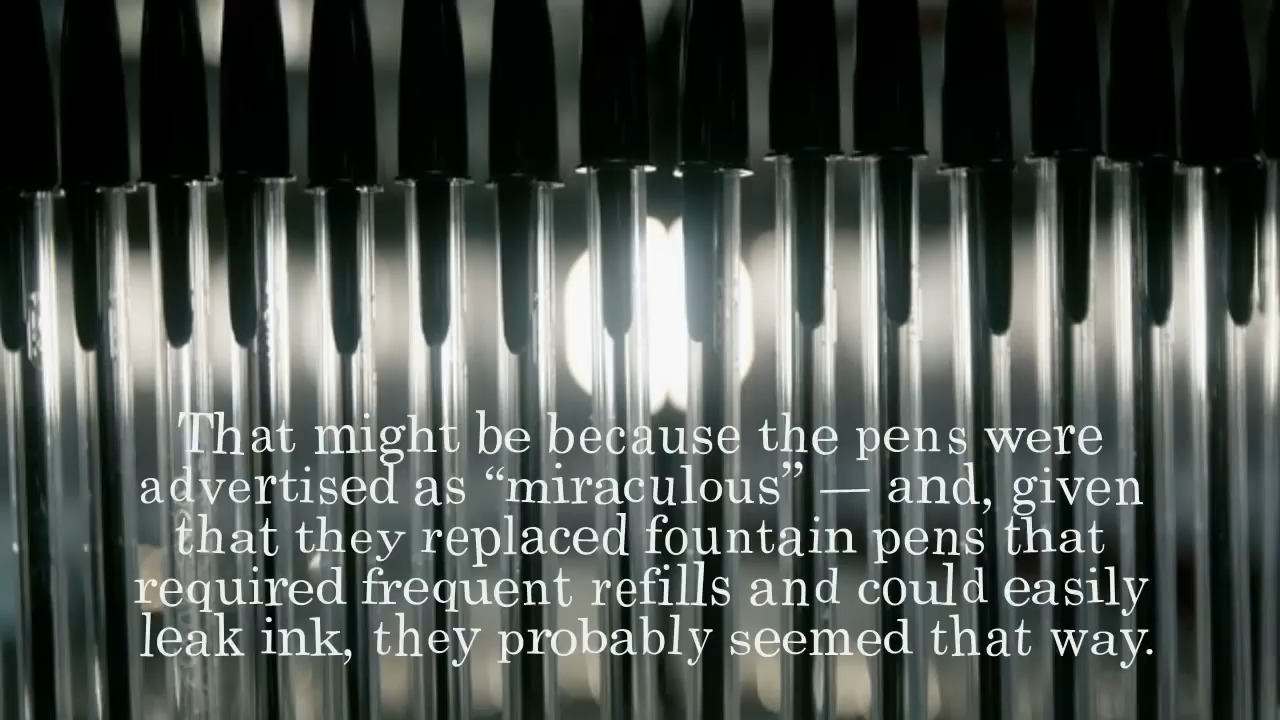 That might be because the pens were
advertised as “miraculous” — and, given
that they replaced fountain pens that
required frequent refills and could easily
leak ink, they probably seemed that way.